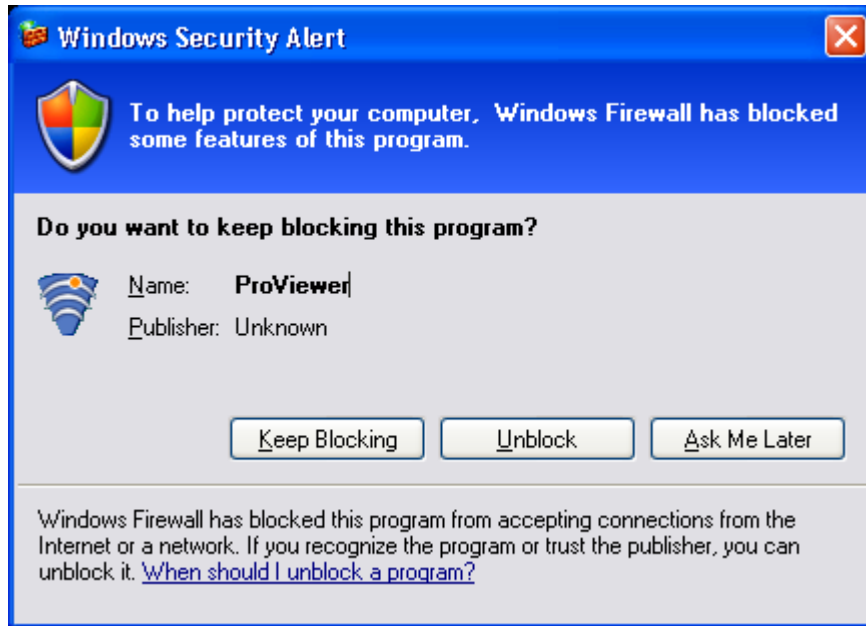 Windows Security Alert
To help protect your computer, Windows Firewall has blocked
some features of this program.
Do you want to keep blocking this program?
Name: ProViewer
Publisher: Unknown
Keep Blocking Unblock Ask Me Later
Windows Firewall has blocked this program from accepting connections from the
Internet or a network. If you recognize the program or trust the publisher, you can
unblock it. When should I unblock a program?